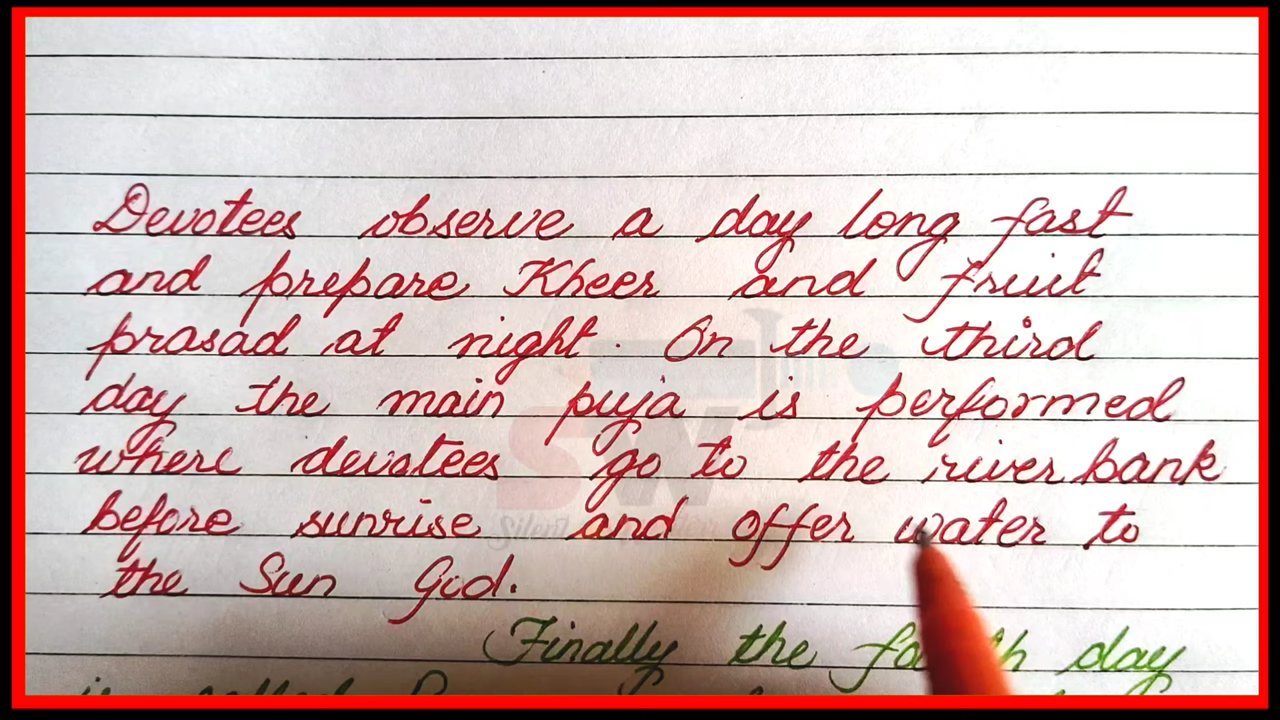 Devotees observe a day long fast
and prepare Kheer and fruit
prasad at night. On the third
day the main puja is performed
where devotees go to the river bank
before sunrise and offer water to
the Sun God.
Finally the day
is called